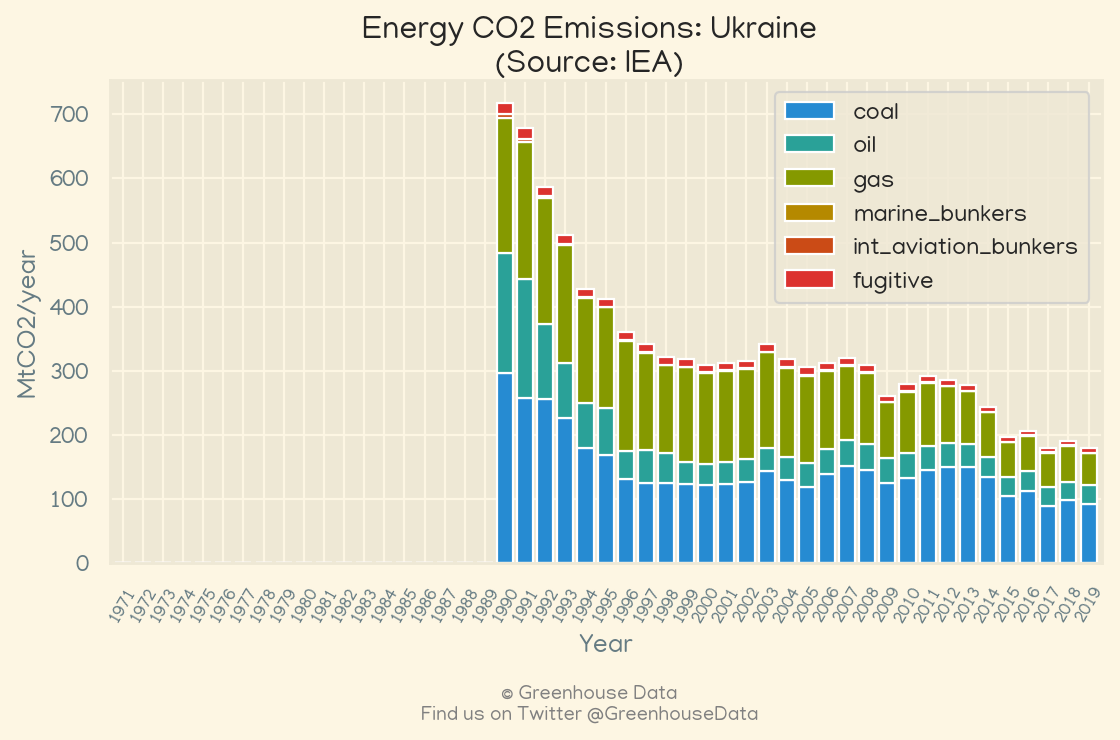 Energy CO2 Emissions: Ukraine
(Source: IEA)
MtCO2/year
700
600
500
400
300
200
100
0
coal
oil
gas
marine_bunkers
int_aviation_bunkers
fugitive
1971 1972 1973 1974 1975 1976 1977 1978 1979 1980 1981 1982 1983 1984 1985 1986 1987 1988 1989 1990 1991 1992 1993 1994 1995 1996 1997 1998 1999 2000 2001 2002 2003 2004 2005 2006 2007 2008 2009 2010 2011 2012 2013 2014 2015 2016 2017 2018 2019
Year
© Greenhouse Data
Find us on Twitter @GreenhouseData